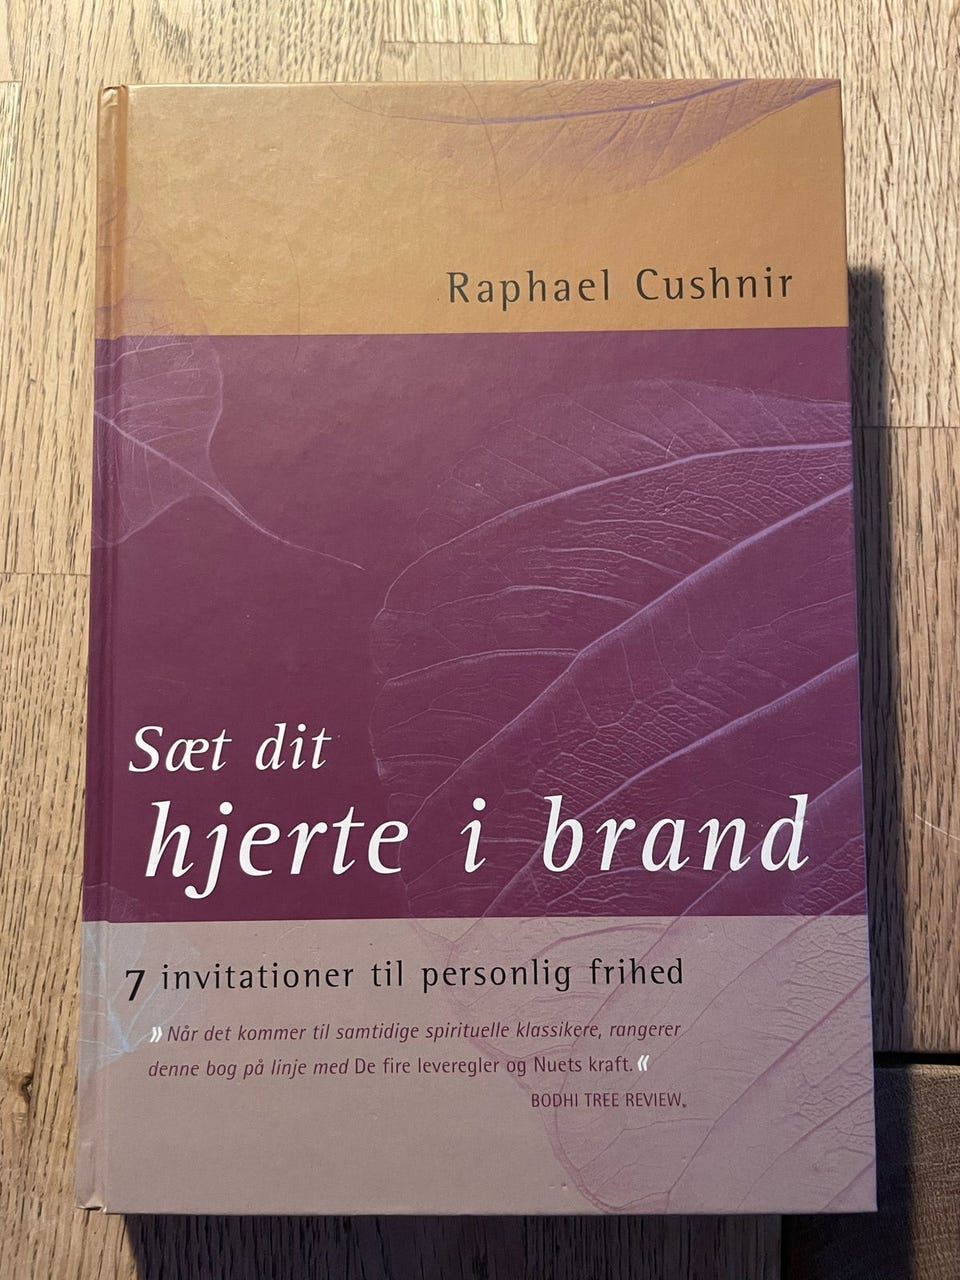 Raphael Cushnir
Sæt dit
hjerte i brand
7 invitationer til personlig frihed
»Når det kommer til samtidige spirituelle klassikere, rangerer
denne bog på linje med De fire leveregler og Nuets kraft.«
BODHI TREE REVIEW.